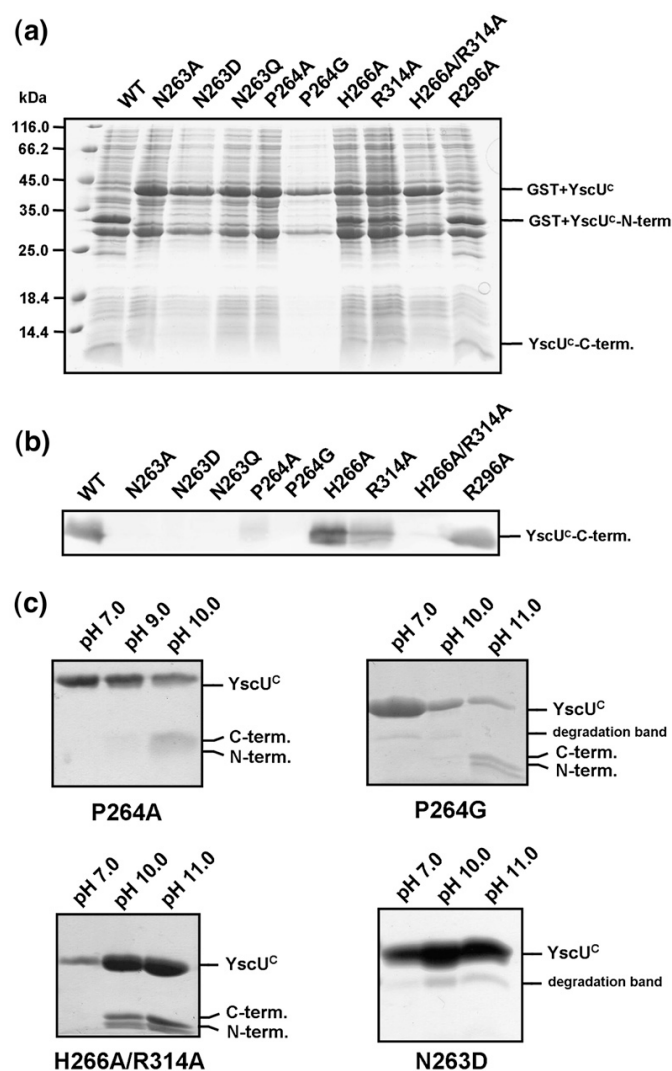 (a)
kDa
WT N263A N263D N263Q P264A P264G H266A R314A H266A/R314A R296A
116.0
66.2
45.0
35.0
25.0
18.4
14.4
GST+YscUᶜ
GST+YscUᶜ-N-term
YscUᶜ-C-term.
(b)
WT N263A N263D N263Q P264A P264G H266A R314A H266A/R314A R296A
YscUᶜ-C-term.
(c)
pH 7.0 pH 9.0 pH 10.0
YscUᶜ
C-term.
N-term.
P264A
pH 7.0 pH 10.0 pH 11.0
YscUᶜ
degradation band
C-term.
N-term.
P264G
pH 7.0 pH 10.0 pH 11.0
YscUᶜ
C-term.
N-term.
H266A/R314A
pH 7.0 pH 10.0 pH 11.0
YscUᶜ
degradation band
N263D